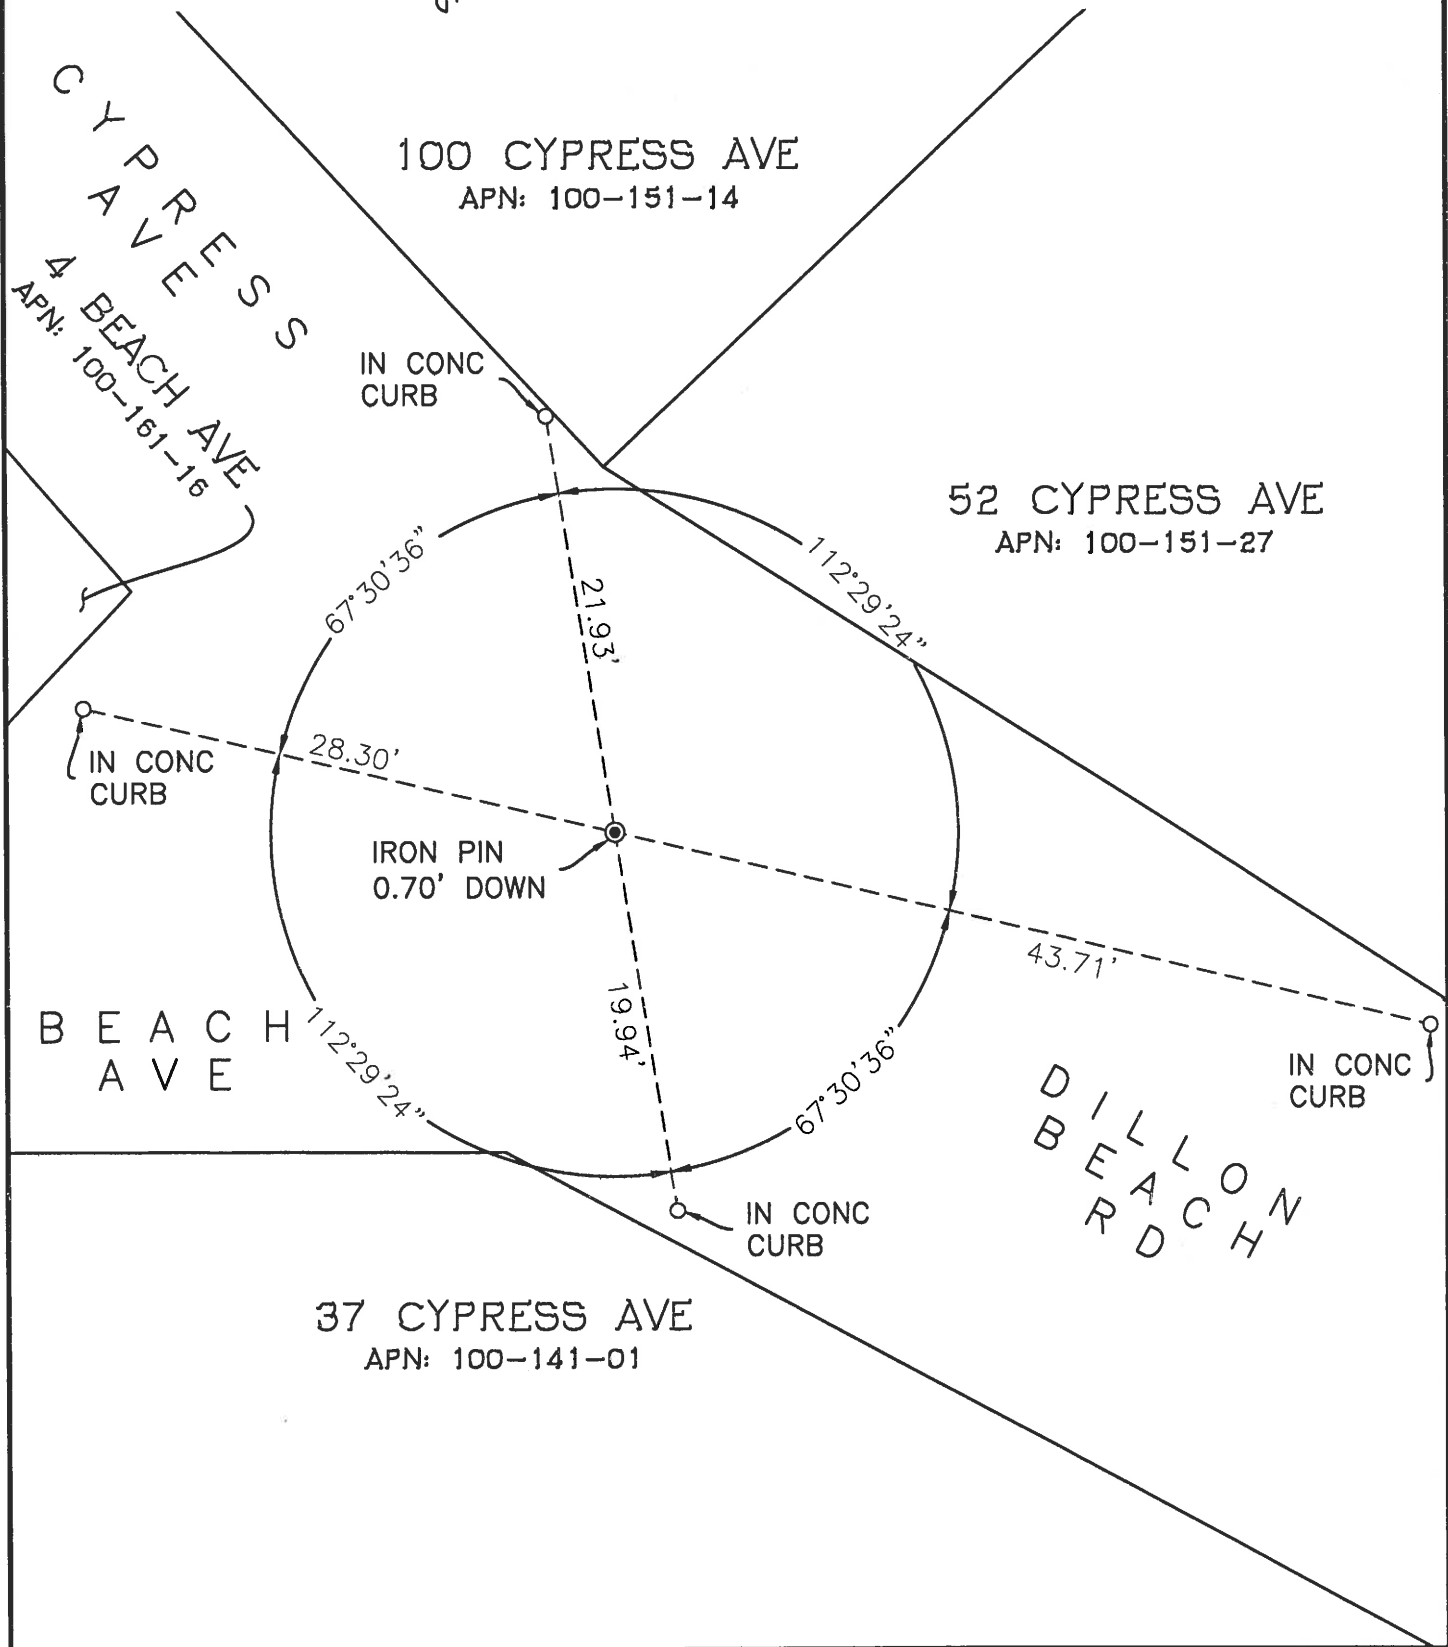 100 CYPRESS AVE
APN: 100-151-14
CYPRESS
AVE
4 BEACH AVE
APN: 100-161-16
IN CONC
CURB
52 CYPRESS AVE
APN: 100-151-27
67°30'36"
112°29'24"
21.93'
28.30'
IN CONC
CURB
IRON PIN
0.70' DOWN
43.71'
19.94'
BEACH
AVE
112°29'24"
67°30'36"
IN CONC
CURB
DILLON
BEACH
RD
IN CONC
CURB
37 CYPRESS AVE
APN: 100-141-01